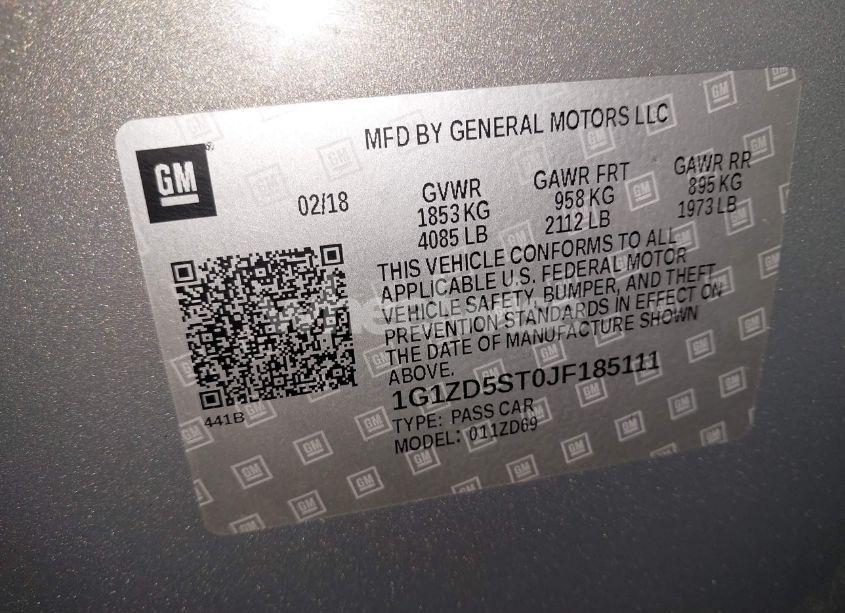 MFD BY GENERAL MOTORS LLC
GM
02/18
GVWR
1853 KG
4085 LB
GAWR FRT
958 KG
2112 LB
GAWR RR
895 KG
1973 LB
THIS VEHICLE CONFORMS TO ALL
APPLICABLE U.S. FEDERAL MOTOR
VEHICLE SAFETY, BUMPER, AND THEFT
PREVENTION STANDARDS IN EFFECT ON
THE DATE OF MANUFACTURE SHOWN
ABOVE.
1G1ZD5ST0JF185111
TYPE: PASS CAR
MODEL: 011ZD69
441B